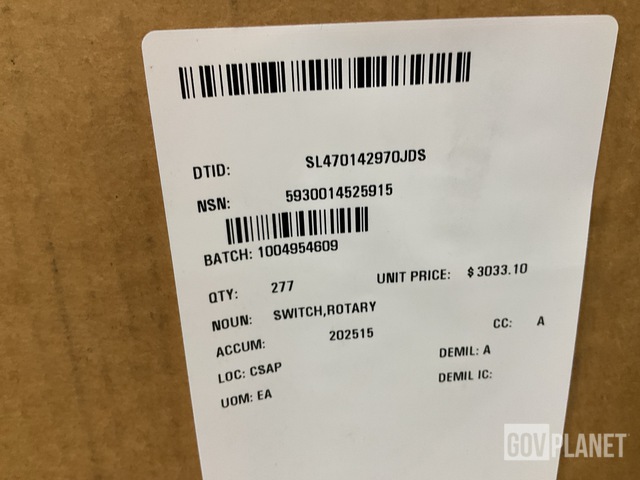 DTID: SL470142970JDS
NSN: 5930014525915
BATCH: 1004954609
QTY: 277 UNIT PRICE: $ 3033.10
NOUN: SWITCH,ROTARY
ACCUM: 202515 CC: A
LOC: CSAP DEMIL: A
UOM: EA DEMIL IC:
GOVPLANET